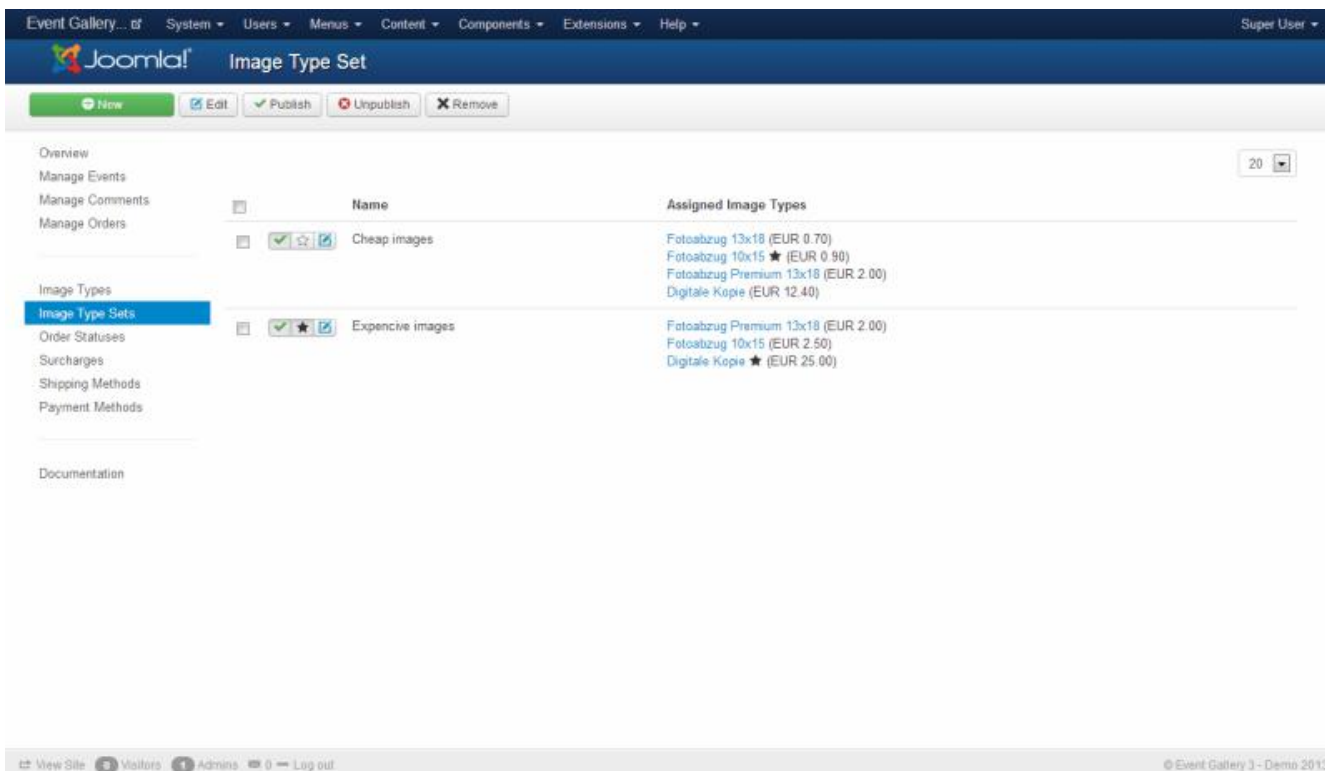 Event Gallery... System Users Menus Content Components Extensions Help Super User
Joomla! Image Type Set
New Edit Publish Unpublish Remove
Overview
Manage Events
Manage Comments
Manage Orders
Image Types
Image Type Sets
Order Statuses
Surcharges
Shipping Methods
Payment Methods
Documentation
20
Name Assigned Image Types
Cheap images
Fotoabzug 13x18 (EUR 0.70)
Fotoabzug 10x15 ★ (EUR 0.90)
Fotoabzug Premium 13x18 (EUR 2.00)
Digitale Kopie (EUR 12.40)
Expencive images
Fotoabzug Premium 13x18 (EUR 2.00)
Fotoabzug 10x15 (EUR 2.50)
Digitale Kopie ★ (EUR 25.00)
View Site Visitors 1 Admins 0 Log out
© Event Gallery 3 - Demo 2013